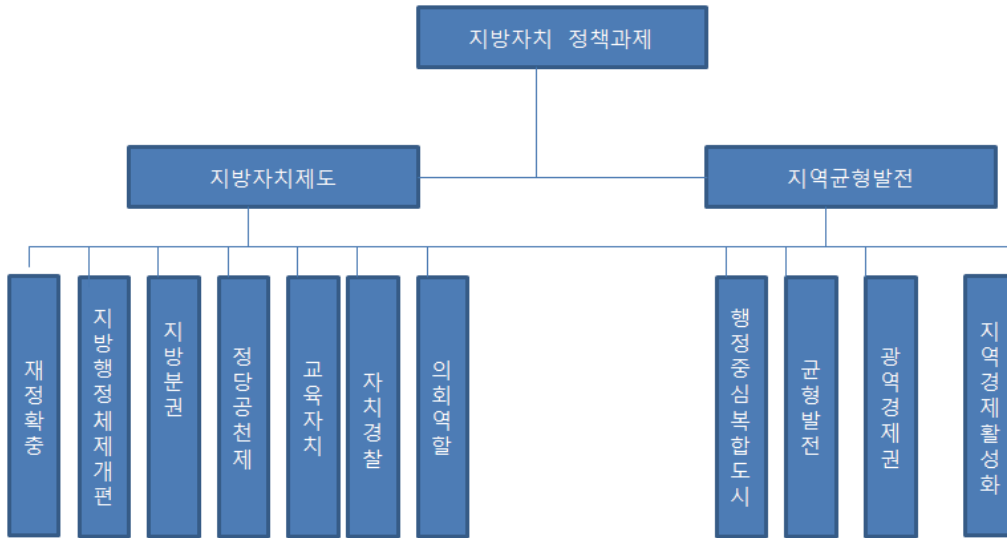 지방자치 정책과제
지방자치제도
지역균형발전
재정확충
지방행정체제개편
지방분권
정당공천제
교육자치
자치경찰
의회역할
행정중심복합도시
균형발전
광역경제권
지역경제활성화